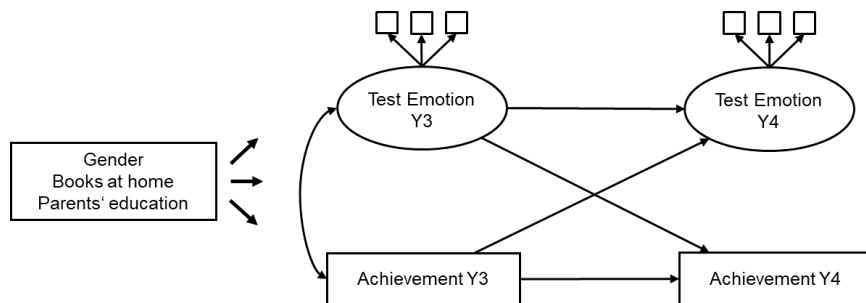 Test Emotion
Y3
Test Emotion
Y4
Gender
Books at home
Parents‘ education
Achievement Y3
Achievement Y4